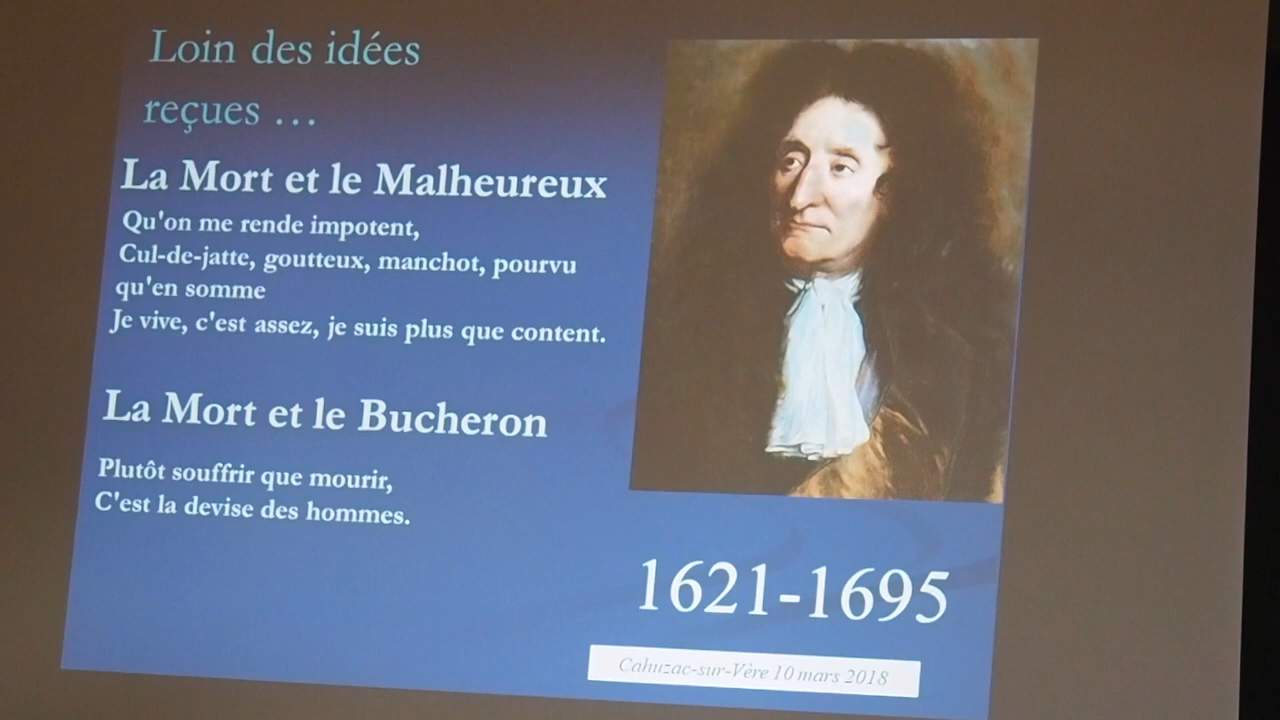 Loin des idées
reçues ...
La Mort et le Malheureux
Qu'on me rende impotent,
Cul-de-jatte, goutteux, manchot, pourvu
qu'en somme
Je vive, c'est assez, je suis plus que content.
La Mort et le Bucheron
Plutôt souffrir que mourir,
C'est la devise des hommes.
1621-1695
Cahuzac-sur-Vère 10 mars 2018